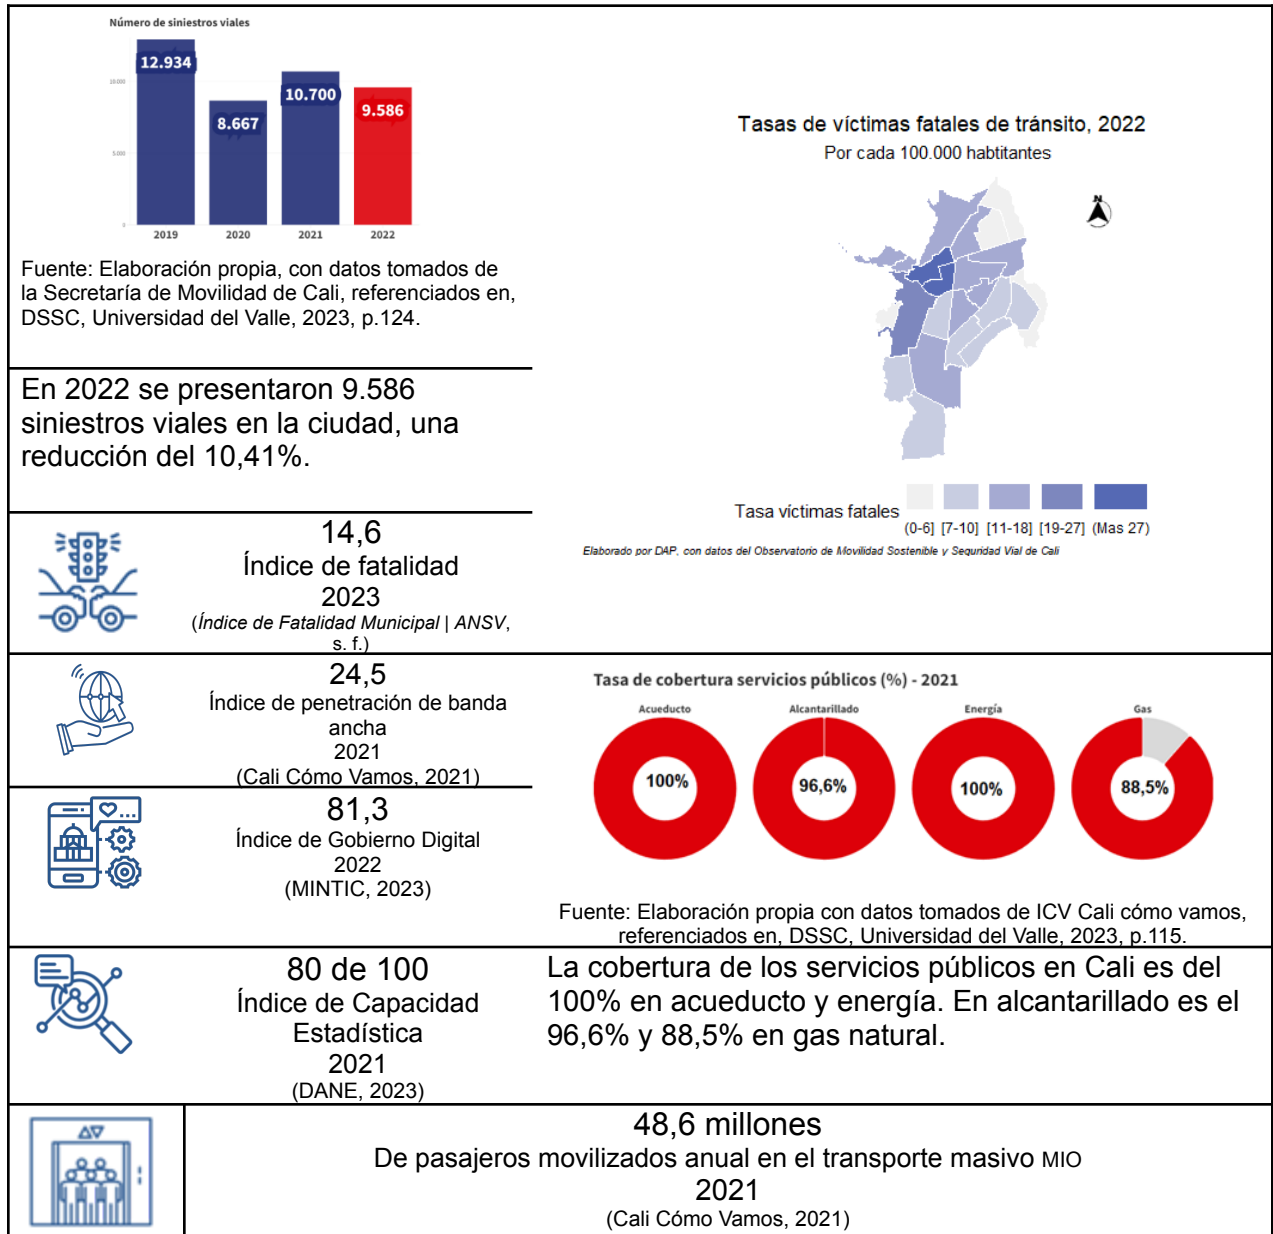 Número de siniestros viales
10.000
5.000
0
12.934
8.667
10.700
9.586
2019 2020 2021 2022
Fuente: Elaboración propia, con datos tomados de
la Secretaría de Movilidad de Cali, referenciados en,
DSSC, Universidad del Valle, 2023, p.124.
En 2022 se presentaron 9.586
siniestros viales en la ciudad, una
reducción del 10,41%.
Tasas de víctimas fatales de tránsito, 2022
Por cada 100.000 habtitantes
N
Tasa víctimas fatales
(0-6) [7-10] [11-18] [19-27] (Mas 27)
Elaborado por DAP, con datos del Observatorio de Movilidad Sostenible y Seguridad Vial de Cali
14,6
Índice de fatalidad
2023
(Índice de Fatalidad Municipal | ANSV,
s. f.)
24,5
Índice de penetración de banda
ancha
2021
(Cali Cómo Vamos, 2021)
81,3
Índice de Gobierno Digital
2022
(MINTIC, 2023)
Tasa de cobertura servicios públicos (%) - 2021
Acueducto Alcantarillado Energía Gas
100% 96,6% 100% 88,5%
Fuente: Elaboración propia con datos tomados de ICV Cali cómo vamos,
referenciados en, DSSC, Universidad del Valle, 2023, p.115.
80 de 100
Índice de Capacidad
Estadística
2021
(DANE, 2023)
La cobertura de los servicios públicos en Cali es del
100% en acueducto y energía. En alcantarillado es el
96,6% y 88,5% en gas natural.
48,6 millones
De pasajeros movilizados anual en el transporte masivo MIO
2021
(Cali Cómo Vamos, 2021)